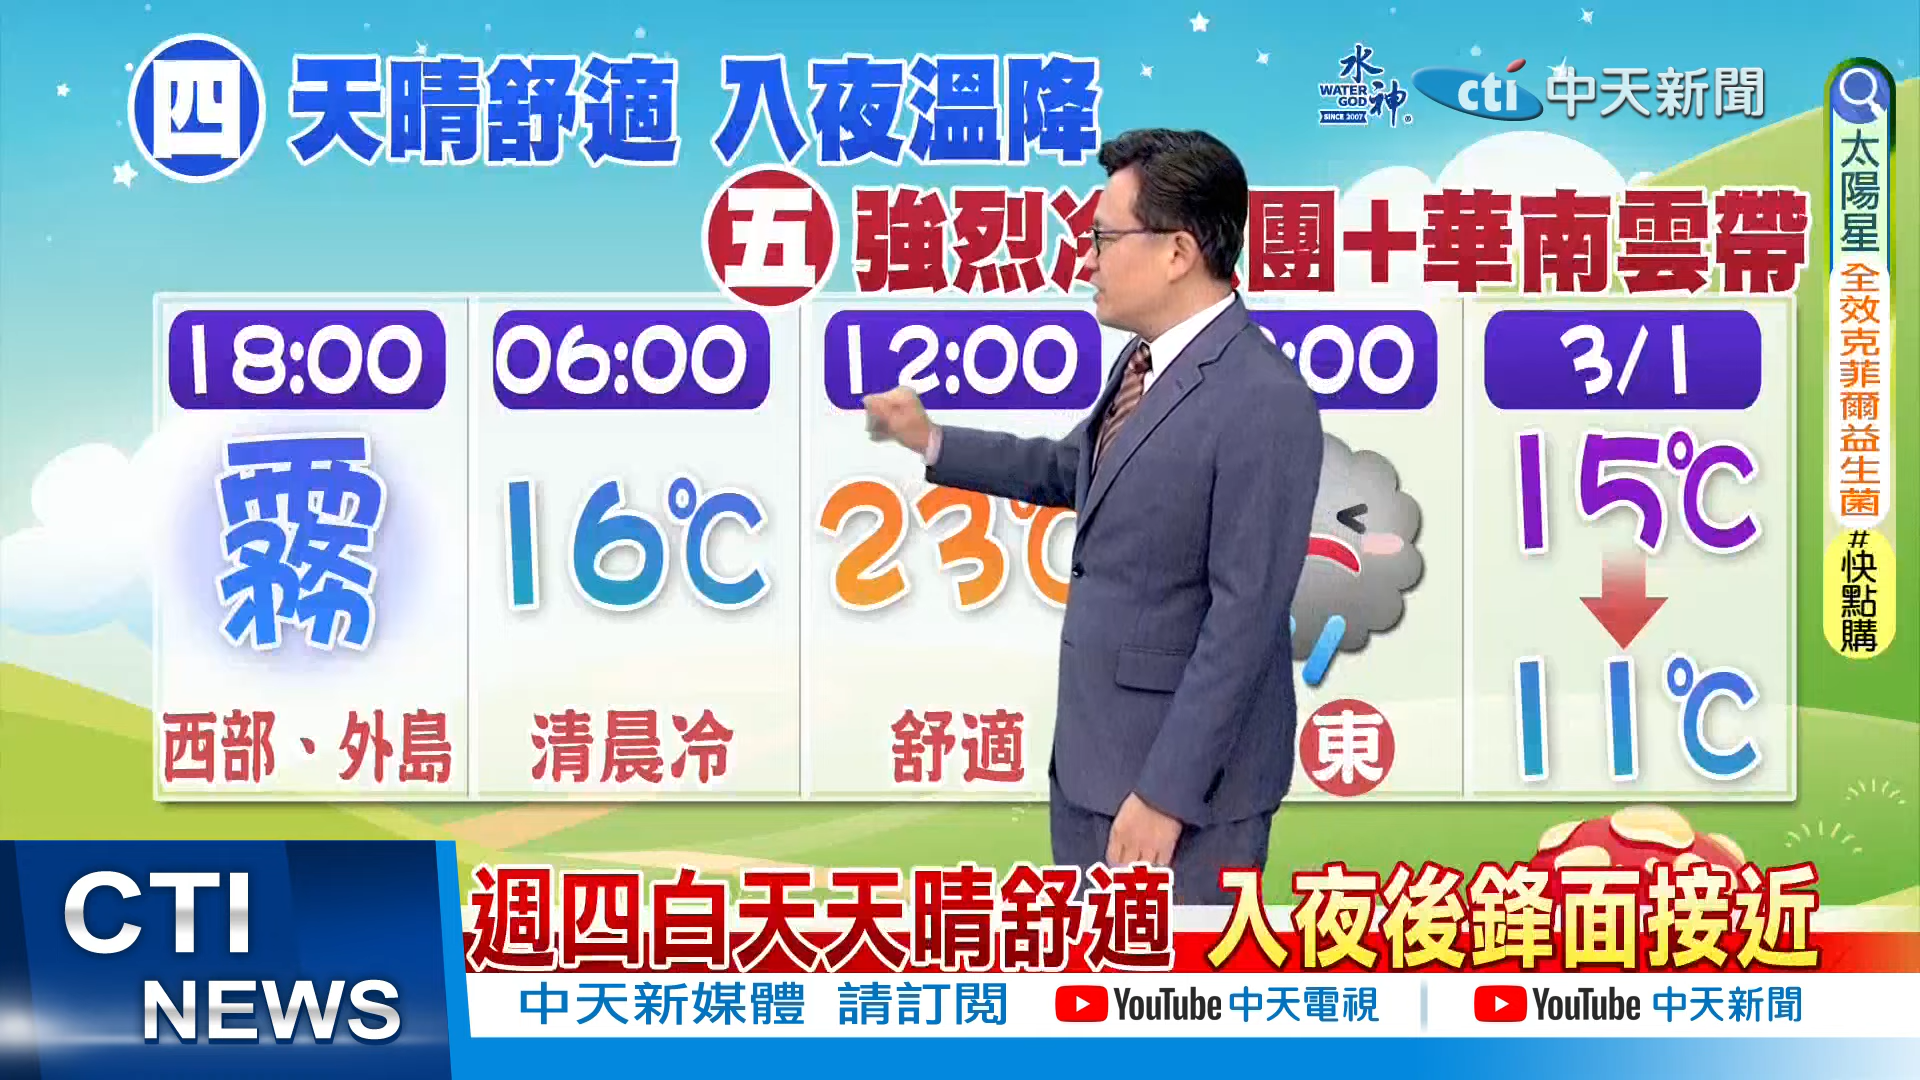 四 天晴舒適 入夜溫降
水神
WATER GOD
SINCE 2007
cti 中天新聞
五 強烈冷 團+華南雲帶
18:00
06:00
12:00
:00
3/1
霧
16℃
23℃
15℃
11℃
西部、外島
清晨冷
舒適
東
太陽星
全效克菲爾益生菌
#快點購
CTI NEWS
週四白天天晴舒適 入夜後鋒面接近
中天新媒體 請訂閱 YouTube 中天電視 | YouTube 中天新聞